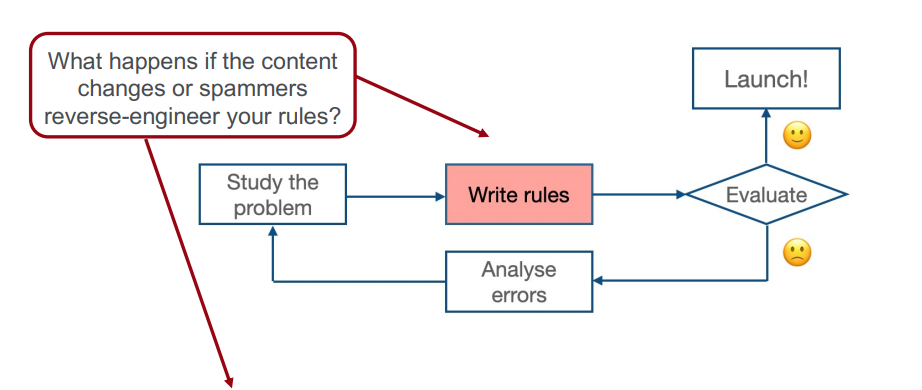 What happens if the content
changes or spammers
reverse-engineer your rules?
Launch!
Study the
problem
Write rules
Evaluate
Analyse
errors